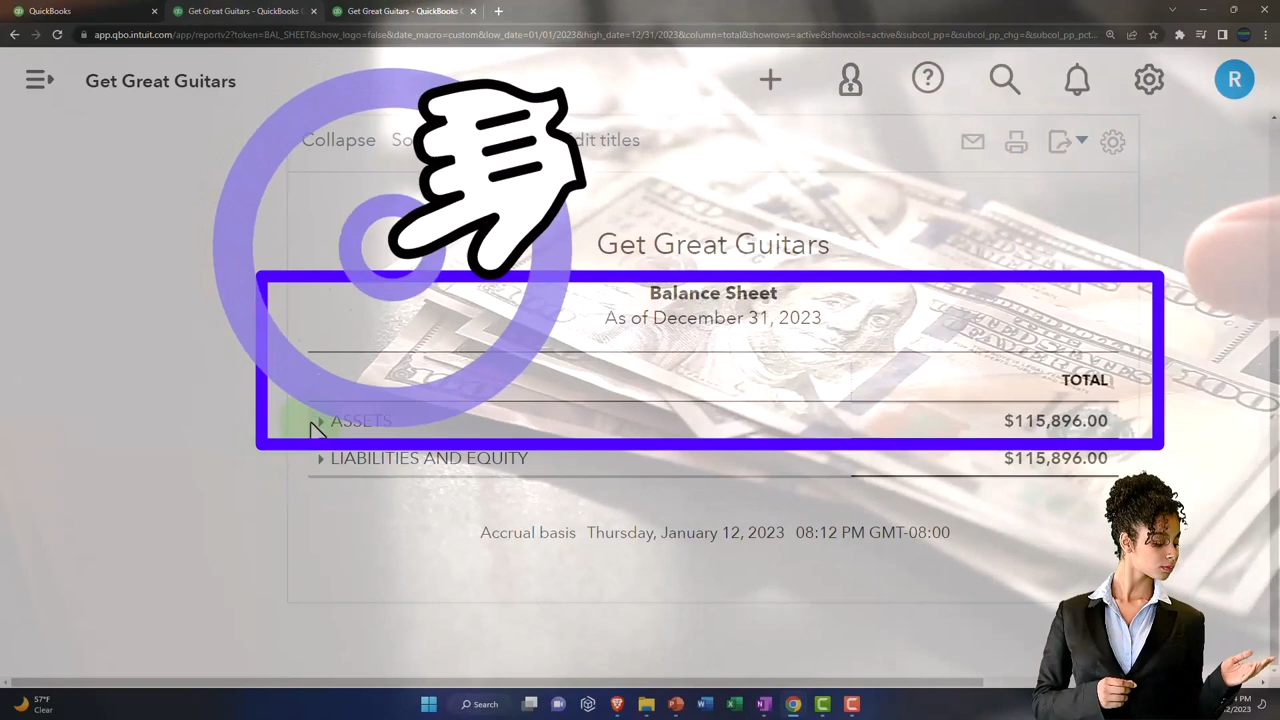 QuickBooks
Get Great Guitars - QuickBooks
Get Great Guitars - QuickBooks
app.qbo.intuit.com/app/reportv2?token=BAL_SHEET&show_logo=false&date_macro=custom&low_date=01/01/2023&high_date=12/31/2023&column=total&showrows=active&showcols=active&subcol_pp=&subcol_pp_chg=&subcol_pp_pct...
Get Great Guitars
R
Collapse
dit titles
Get Great Guitars
Balance Sheet
As of December 31, 2023
TOTAL
ASSETS $115,896.00
LIABILITIES AND EQUITY $115,896.00
Accrual basis Thursday, January 12, 2023 08:12 PM GMT-08:00
57°F
Clear
Search
PM
2/2023